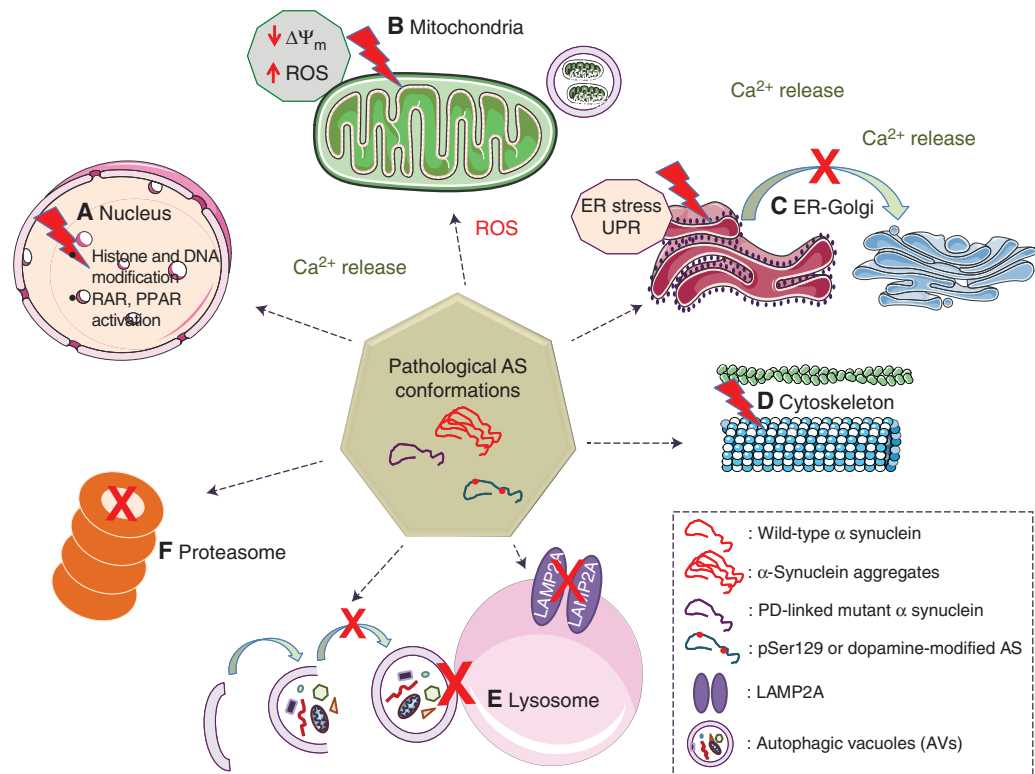 B Mitochondria
↓ ΔΨm
↑ ROS
Ca²⁺ release
Ca²⁺ release
A Nucleus
• Histone and DNA
modification
• RAR, PPAR
activation
ROS
Ca²⁺ release
ER stress
UPR
C ER-Golgi
Pathological AS
conformations
D Cytoskeleton
F Proteasome
LAMP2A
LAMP2A
E Lysosome
: Wild-type α synuclein
: α-Synuclein aggregates
: PD-linked mutant α synuclein
: pSer129 or dopamine-modified AS
: LAMP2A
: Autophagic vacuoles (AVs)